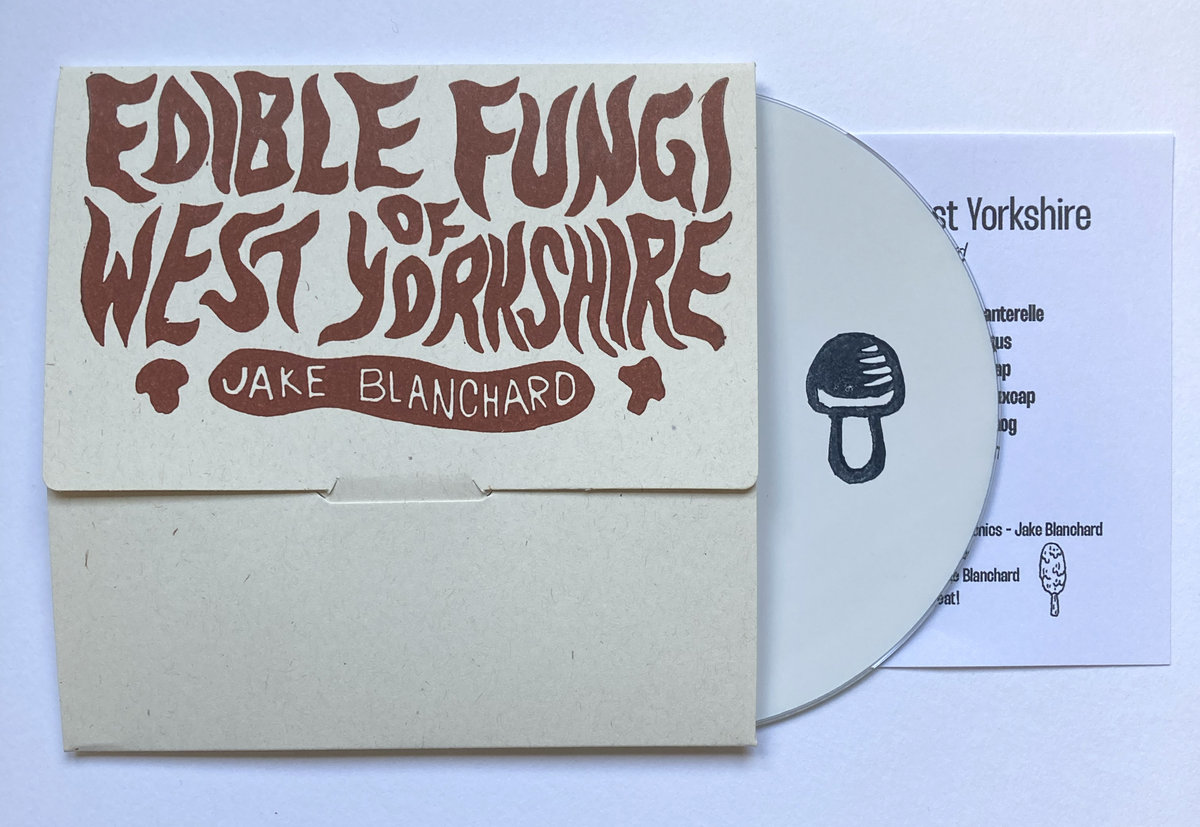 EDIBLE FUNGI
OF
WEST YORKSHIRE
JAKE BLANCHARD
st Yorkshire
d
anterelle
us
ap
xcap
og
n
nics - Jake Blanchard
e Blanchard
eat!